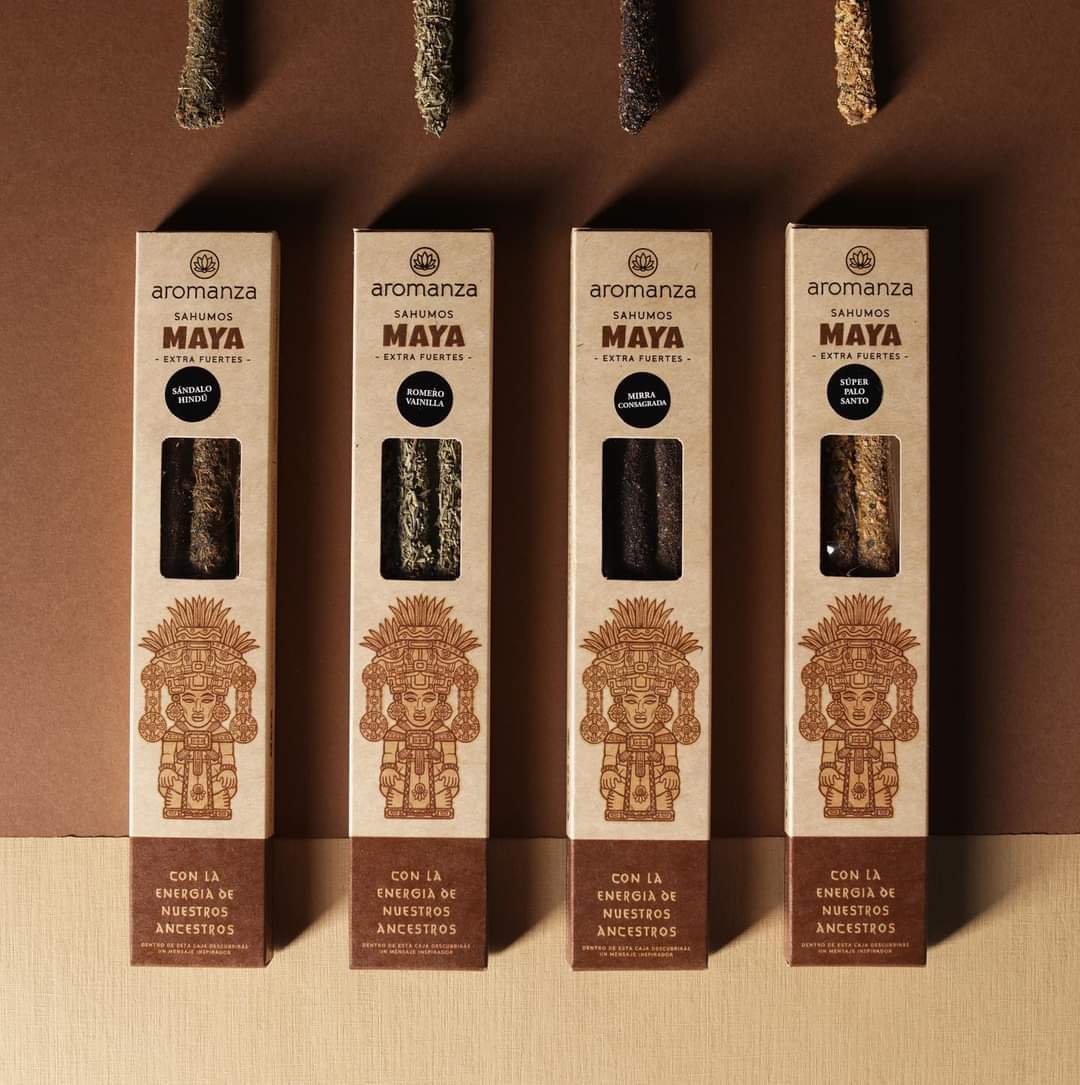 aromanza
SAHUMOS
MAYA
- EXTRA FUERTES -
SÁNDALO
HINDÚ
CON LA
ENERGIA DE
NUESTROS
ANCESTROS
DENTRO DE ESTA CAJA DESCUBRIRÁS
UN MENSAJE INSPIRADOR
aromanza
SAHUMOS
MAYA
- EXTRA FUERTES -
ROMERO
VAINILLA
CON LA
ENERGIA DE
NUESTROS
ANCESTROS
DENTRO DE ESTA CAJA DESCUBRIRÁS
UN MENSAJE INSPIRADOR
aromanza
SAHUMOS
MAYA
- EXTRA FUERTES -
MIRRA
CONSAGRADA
CON LA
ENERGIA DE
NUESTROS
ANCESTROS
DENTRO DE ESTA CAJA DESCUBRIRÁS
UN MENSAJE INSPIRADOR
aromanza
SAHUMOS
MAYA
- EXTRA FUERTES -
SÚPER
PALO
SANTO
CON LA
ENERGIA DE
NUESTROS
ANCESTROS
DENTRO DE ESTA CAJA DESCUBRIRÁS
UN MENSAJE INSPIRADOR